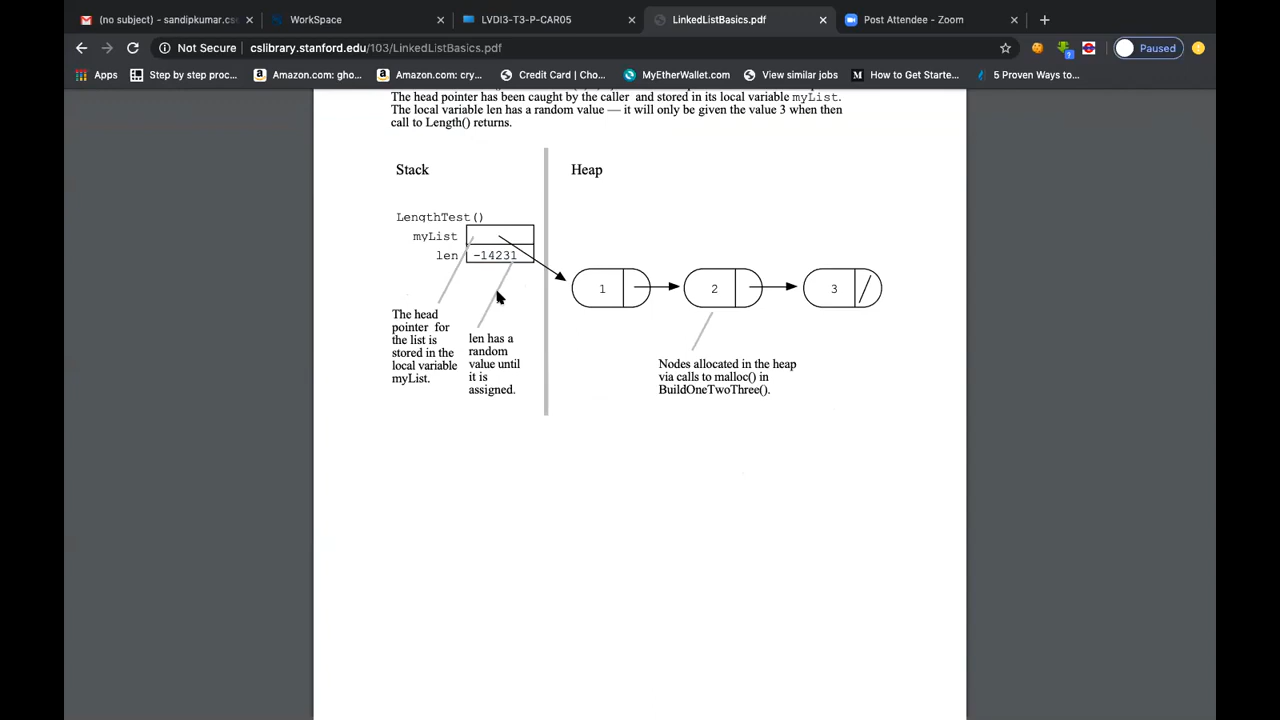 (no subject) – sandipkumar.cs
WorkSpace
LVDI3-T3-P-CAR05
LinkedListBasics.pdf
Post Attendee - Zoom
Not Secure
cslibrary.stanford.edu/103/LinkedListBasics.pdf
Paused
Apps
Step by step proc...
Amazon.com: gho...
Amazon.com: cry...
Credit Card | Cho...
MyEtherWallet.com
View similar jobs
How to Get Starte...
5 Proven Ways to...
The head pointer has been caught by the caller and stored in its local variable myList.
The local variable len has a random value — it will only be given the value 3 when then
call to Length() returns.
Stack
Heap
LengthTest()
myList
len -14231
1 2 3
The head
pointer for
the list is
stored in the
local variable
myList.
len has a
random
value until
it is
assigned.
Nodes allocated in the heap
via calls to malloc() in
BuildOneTwoThree().